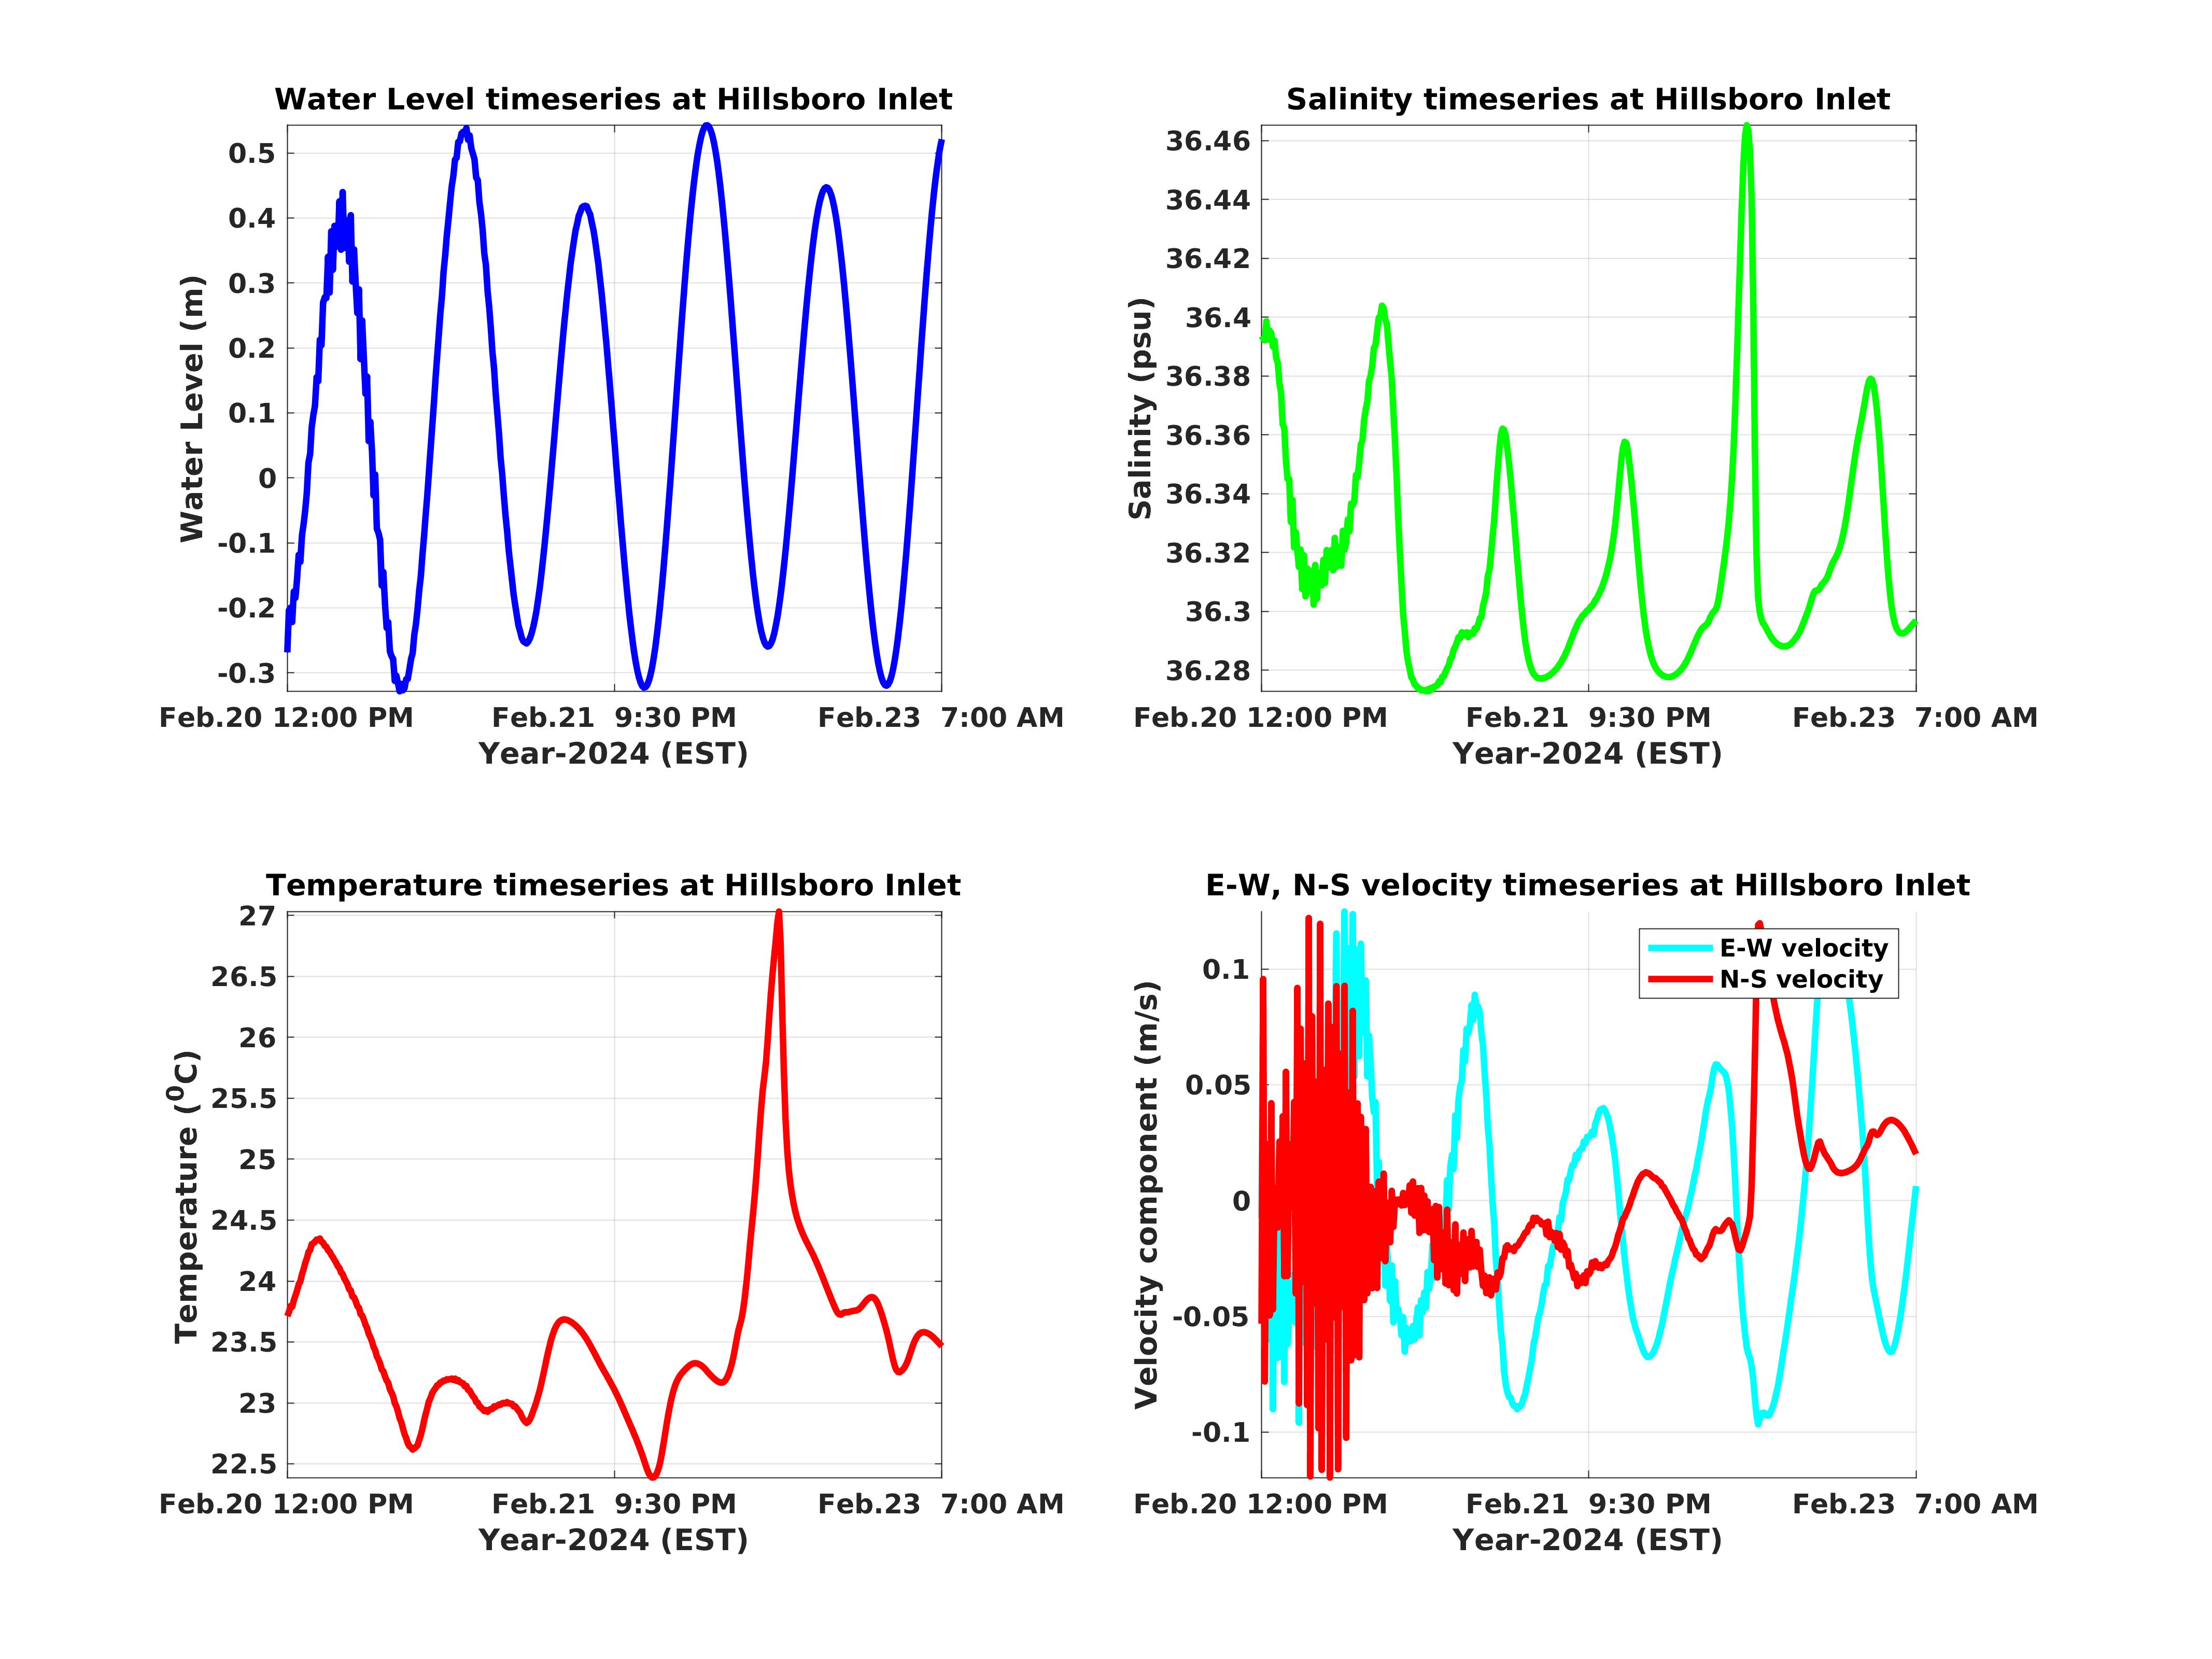 Water Level timeseries at Hillsboro Inlet
0.5
0.4
0.3
0.2
0.1
0
-0.1
-0.2
-0.3
Water Level (m)
Feb.20 12:00 PM Feb.21 9:30 PM Feb.23 7:00 AM
Year-2024 (EST)
Salinity timeseries at Hillsboro Inlet
36.46
36.44
36.42
36.4
36.38
36.36
36.34
36.32
36.3
36.28
Salinity (psu)
Feb.20 12:00 PM Feb.21 9:30 PM Feb.23 7:00 AM
Year-2024 (EST)
Temperature timeseries at Hillsboro Inlet
27
26.5
26
25.5
25
24.5
24
23.5
23
22.5
Temperature (⁰C)
Feb.20 12:00 PM Feb.21 9:30 PM Feb.23 7:00 AM
Year-2024 (EST)
E-W, N-S velocity timeseries at Hillsboro Inlet
E-W velocity
N-S velocity
0.1
0.05
0
-0.05
-0.1
Velocity component (m/s)
Feb.20 12:00 PM Feb.21 9:30 PM Feb.23 7:00 AM
Year-2024 (EST)